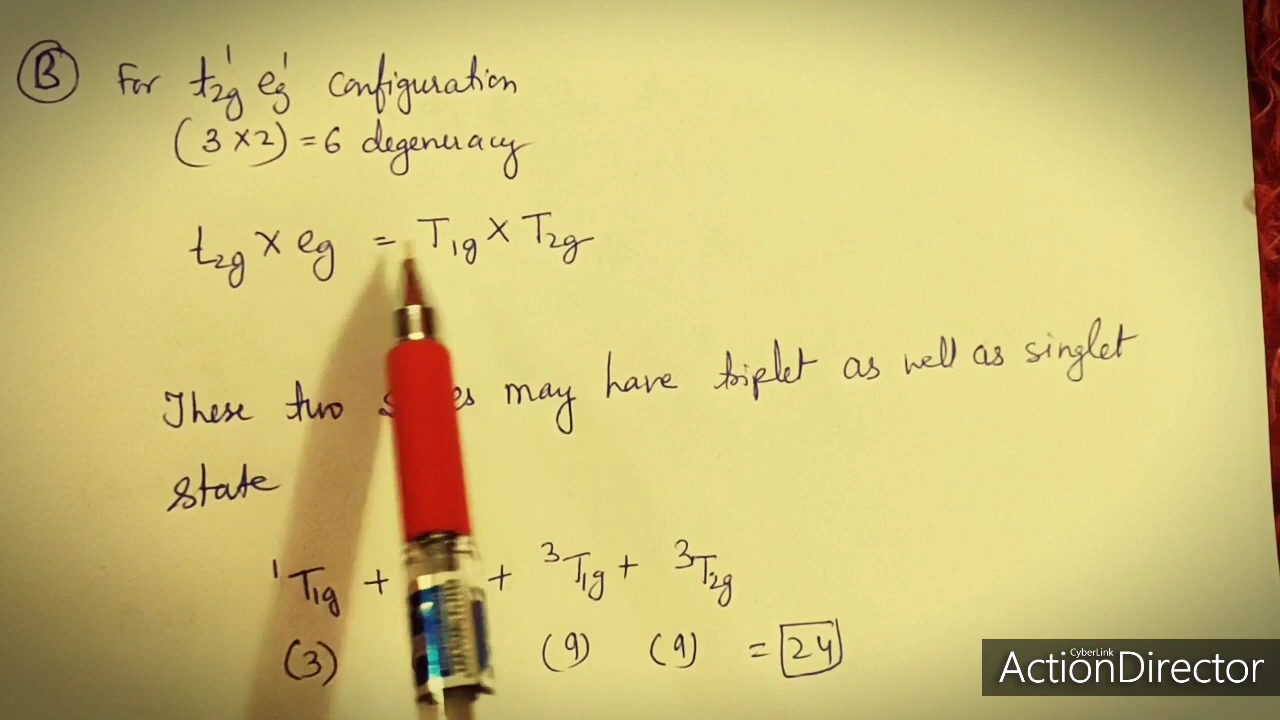 B For t2g¹ eg¹ configuration
(3 × 2) = 6 degeneracy
t2g × eg = T1g × T2g
These two may have triplet as well as singlet
state
¹T1g + + ³T1g + ³T2g
(3) (9) (9) = 24
CyberLink
ActionDirector